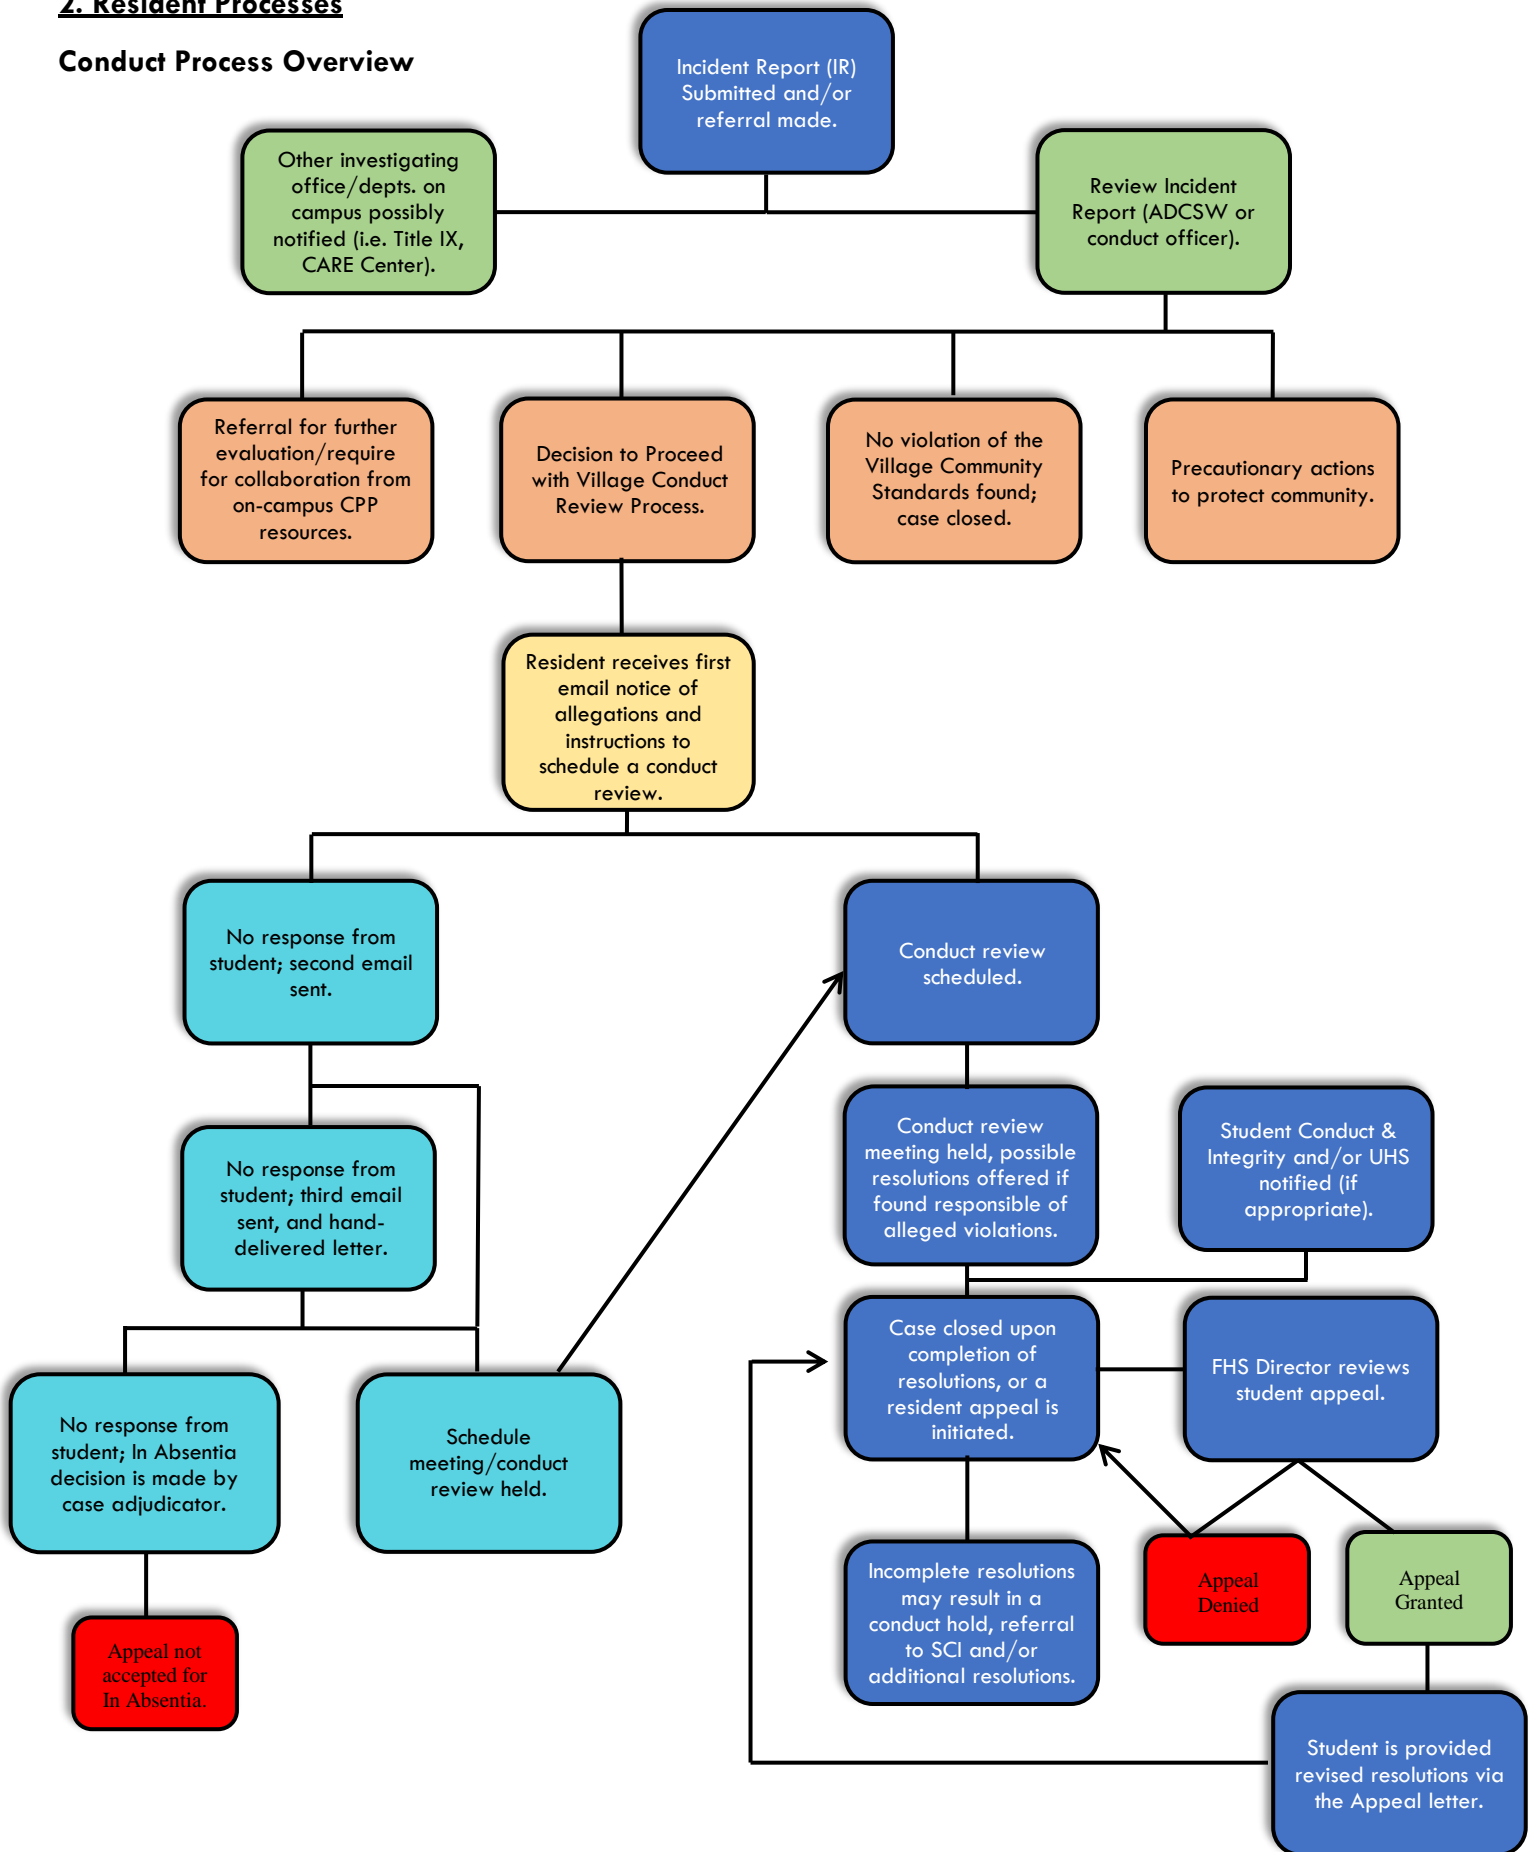 2. Resident Processes
Conduct Process Overview
Incident Report (IR)
Submitted and/or
referral made.
Other investigating
office/depts. on
campus possibly
notified (i.e. Title IX,
CARE Center).
Review Incident
Report (ADCSW or
conduct officer).
Referral for further
evaluation/require
for collaboration from
on-campus CPP
resources.
Decision to Proceed
with Village Conduct
Review Process.
No violation of the
Village Community
Standards found;
case closed.
Precautionary actions
to protect community.
Resident receives first
email notice of
allegations and
instructions to
schedule a conduct
review.
No response from
student; second email
sent.
Conduct review
scheduled.
No response from
student; third email
sent, and hand-
delivered letter.
Conduct review
meeting held, possible
resolutions offered if
found responsible of
alleged violations.
Student Conduct &
Integrity and/or UHS
notified (if
appropriate).
No response from
student; In Absentia
decision is made by
case adjudicator.
Schedule
meeting/conduct
review held.
Case closed upon
completion of
resolutions, or a
resident appeal is
initiated.
FHS Director reviews
student appeal.
Appeal not
accepted for
In Absentia.
Incomplete resolutions
may result in a
conduct hold, referral
to SCI and/or
additional resolutions.
Appeal
Denied
Appeal
Granted
Student is provided
revised resolutions via
the Appeal letter.